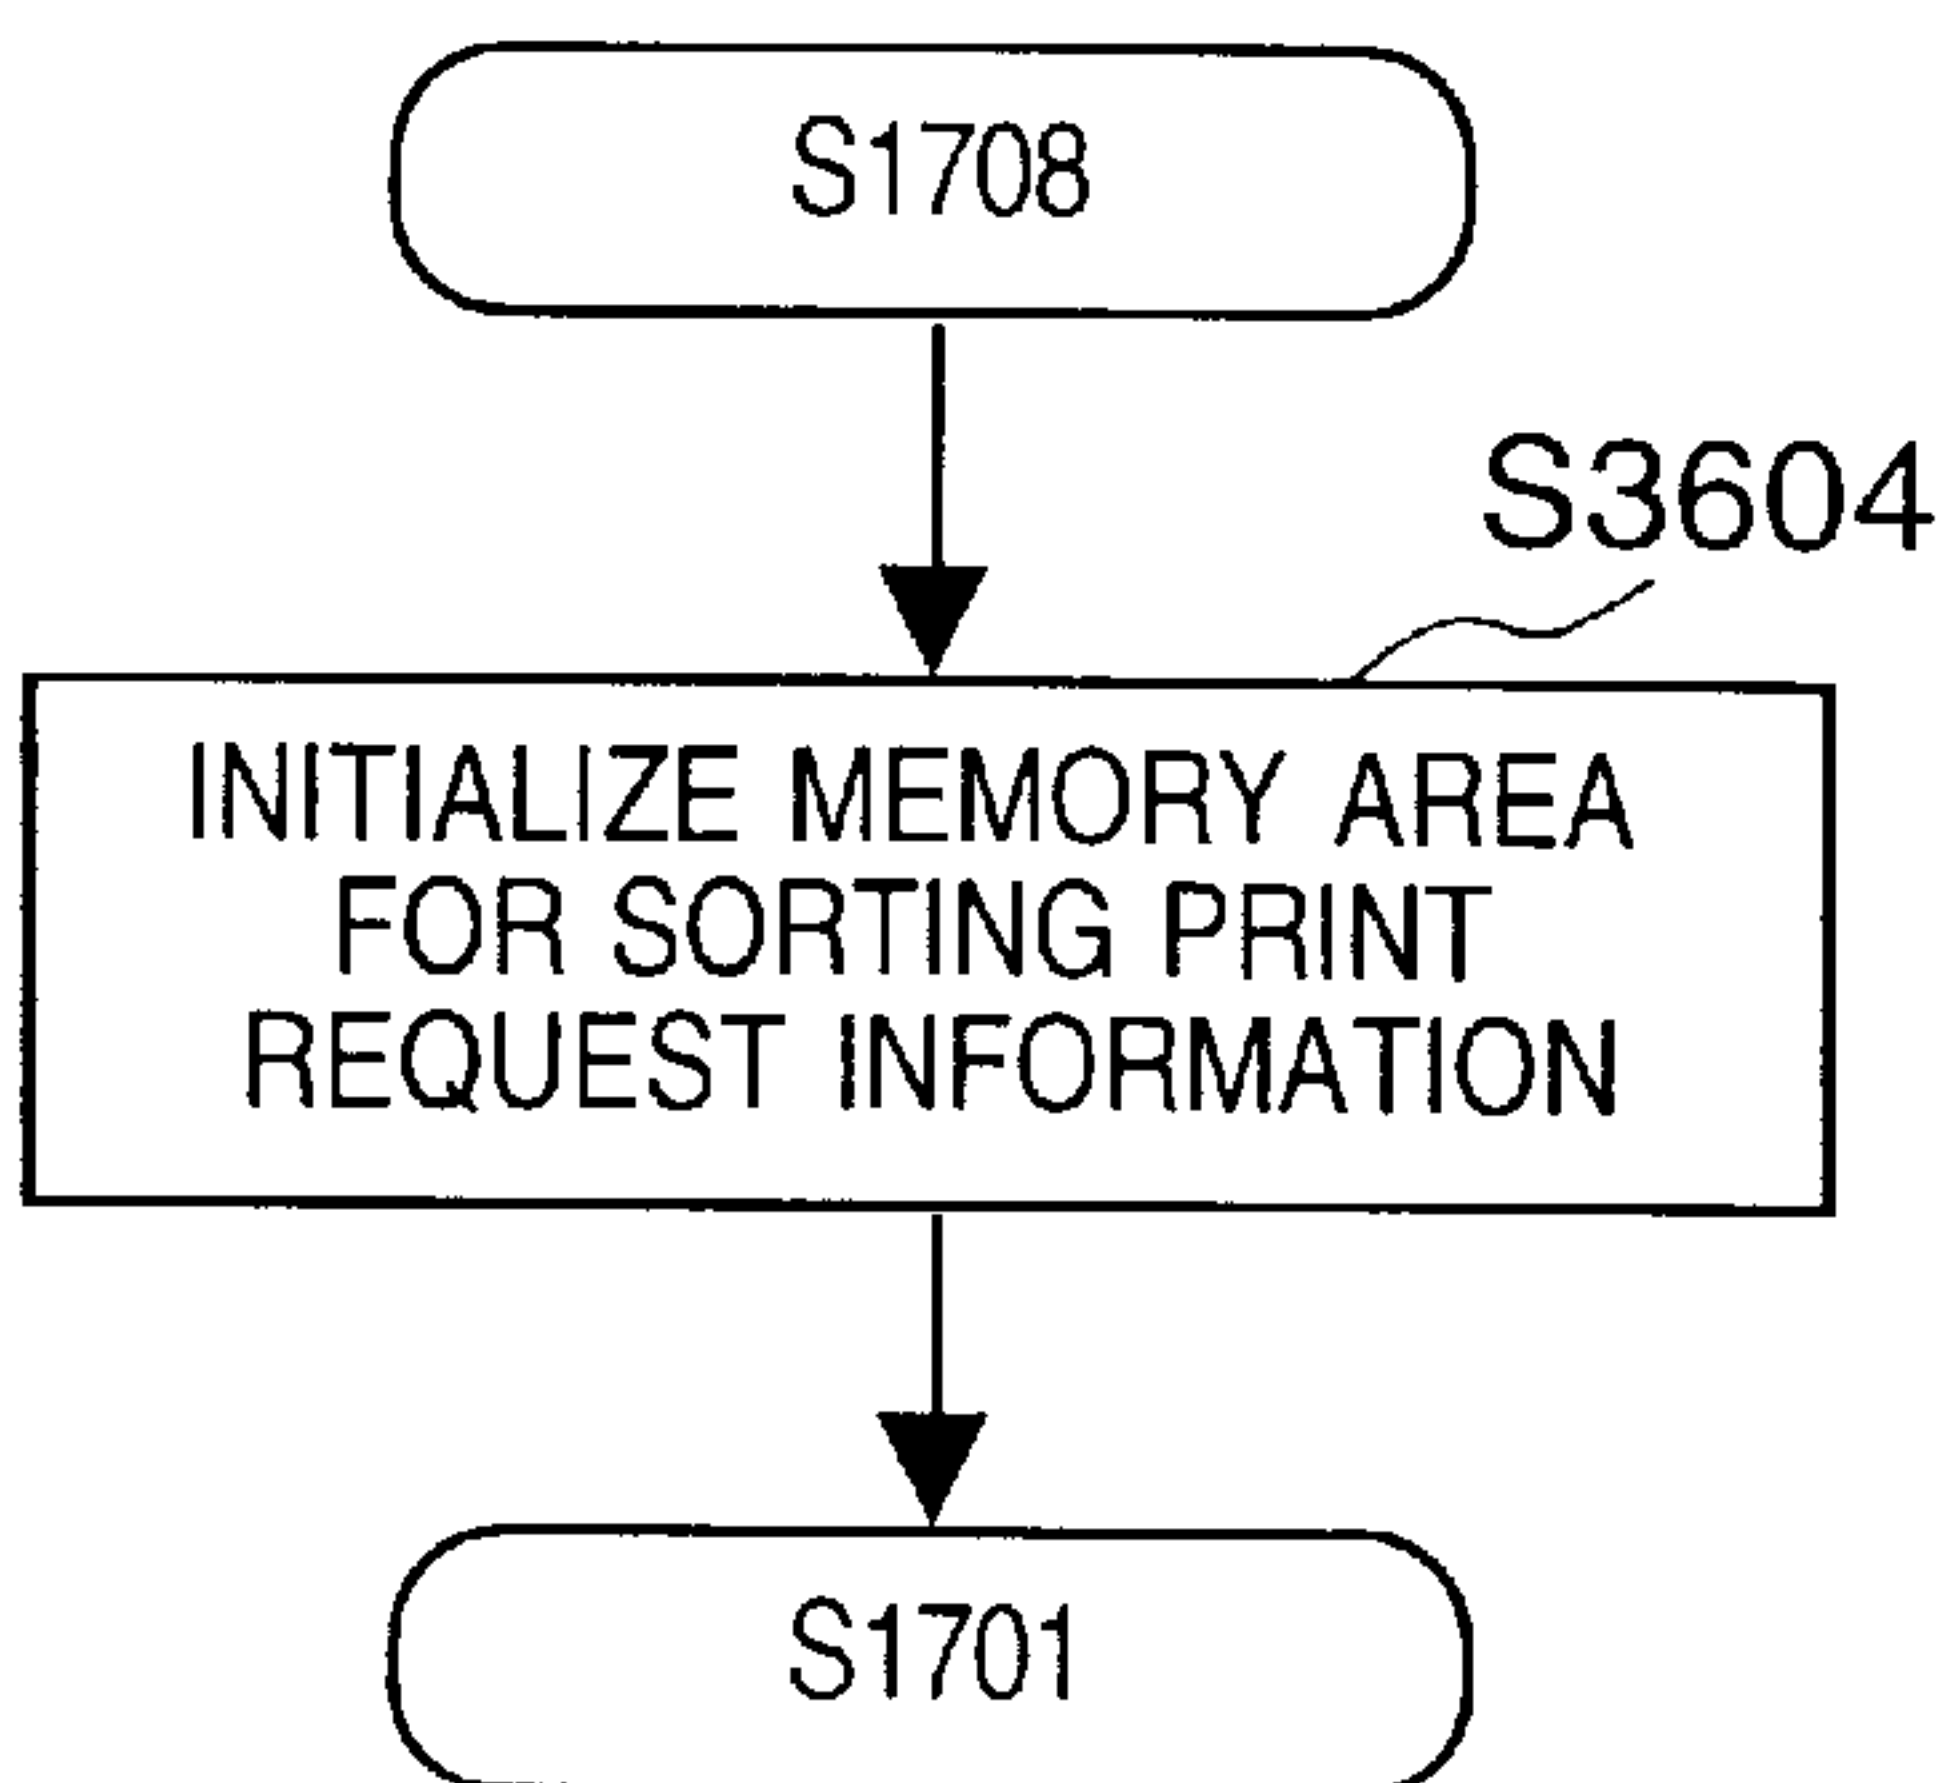 S1708
S3604
INITIALIZE MEMORY AREA
FOR SORTING PRINT
REQUEST INFORMATION
S1701